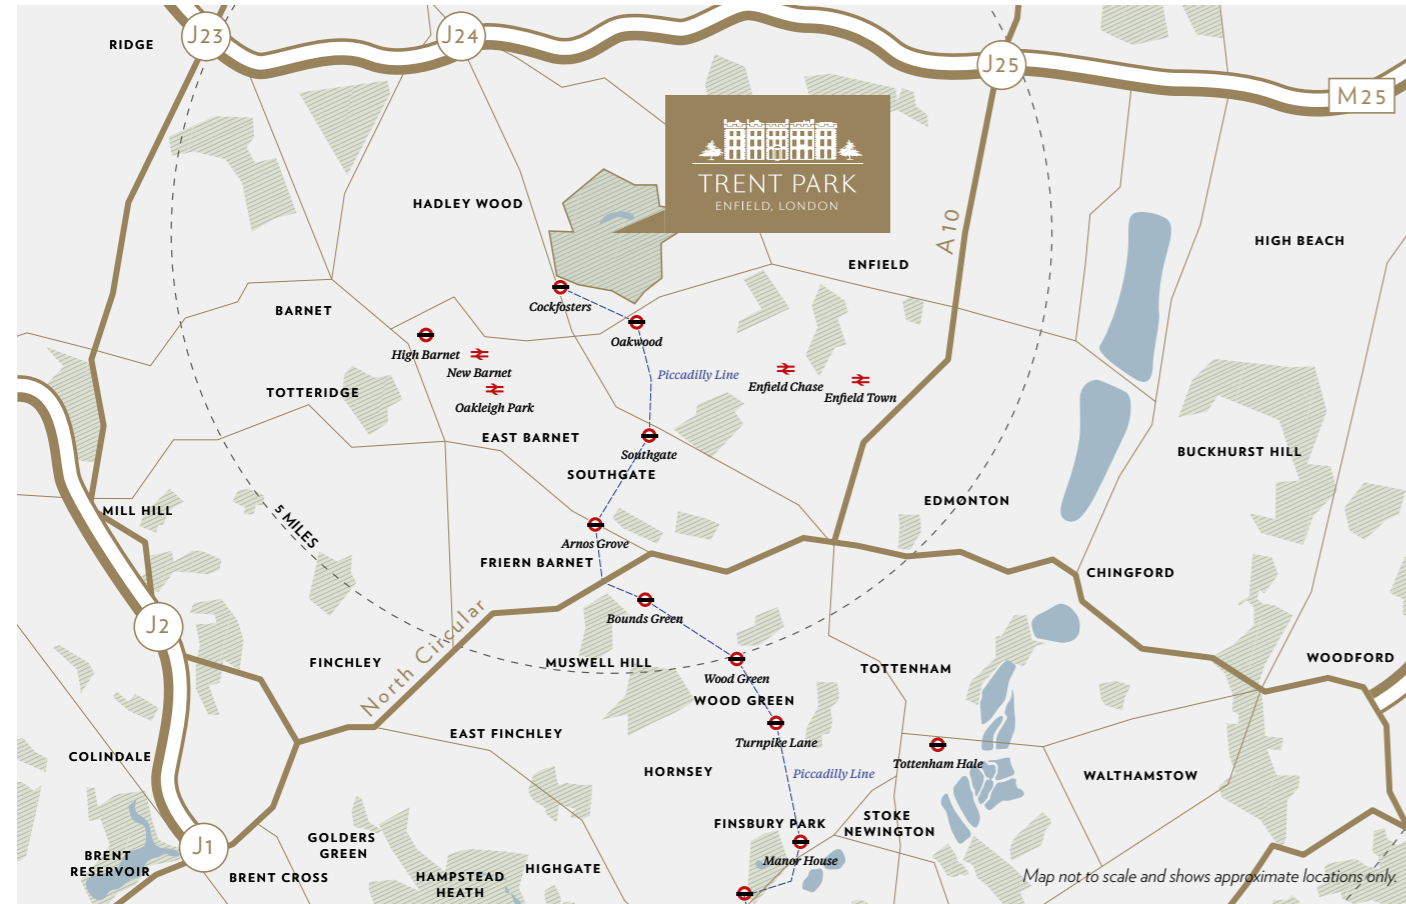 RIDGE
J23
J24
J25
M25
TRENT PARK
ENFIELD, LONDON
HADLEY WOOD
A10
HIGH BEACH
ENFIELD
BARNET
Cockfosters
Oakwood
High Barnet
New Barnet
Piccadilly Line
Enfield Chase
Enfield Town
TOTTERIDGE
Oakleigh Park
EAST BARNET
Southgate
SOUTHGATE
BUCKHURST HILL
MILL HILL
5 MILES
EDMONTON
Arnos Grove
FRIERN BARNET
CHINGFORD
Bounds Green
J2
North Circular
FINCHLEY
MUSWELL HILL
Wood Green
WOOD GREEN
TOTTENHAM
WOODFORD
EAST FINCHLEY
Turnpike Lane
COLINDALE
HORNSEY
Piccadilly Line
Tottenham Hale
WALTHAMSTOW
FINSBURY PARK
STOKE
NEWINGTON
J1
GOLDERS
GREEN
Manor House
BRENT
RESERVOIR
BRENT CROSS
HAMPSTEAD
HEATH
HIGHGATE
Map not to scale and shows approximate locations only.